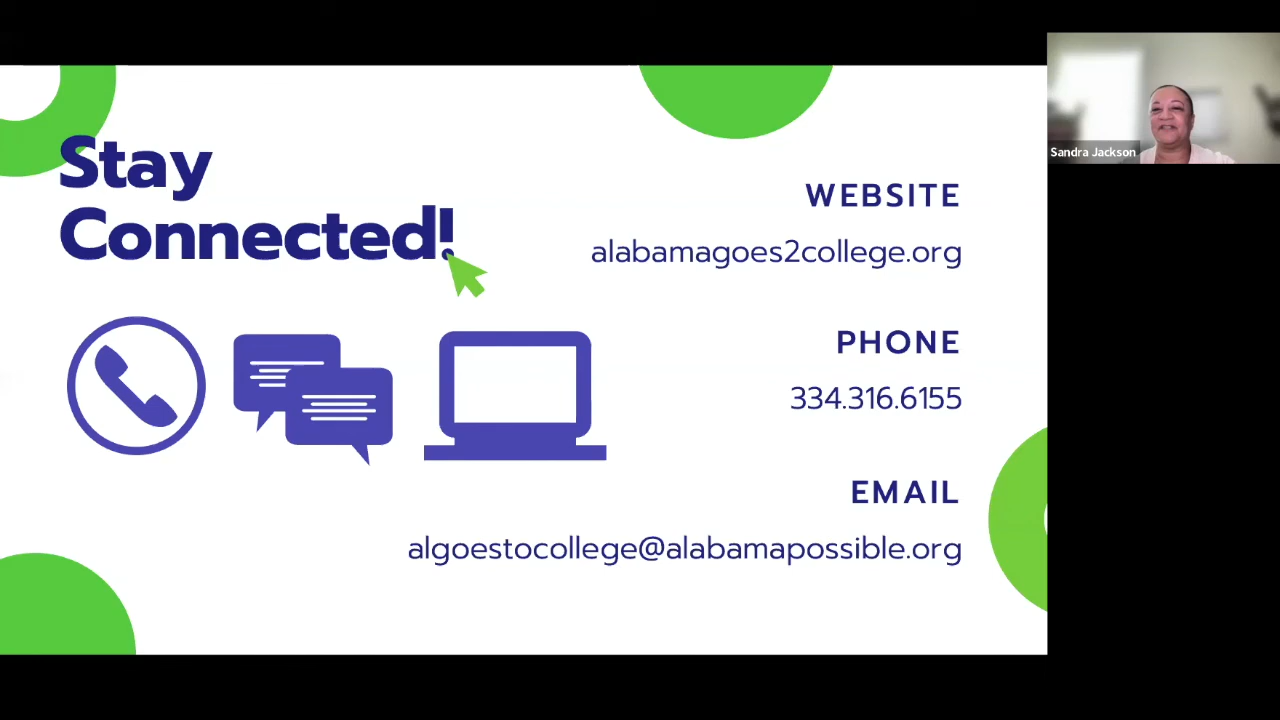 Stay
Connected!
WEBSITE
alabamagoes2college.org
PHONE
334.316.6155
EMAIL
algoestocollege@alabamapossible.org
Sandra Jackson